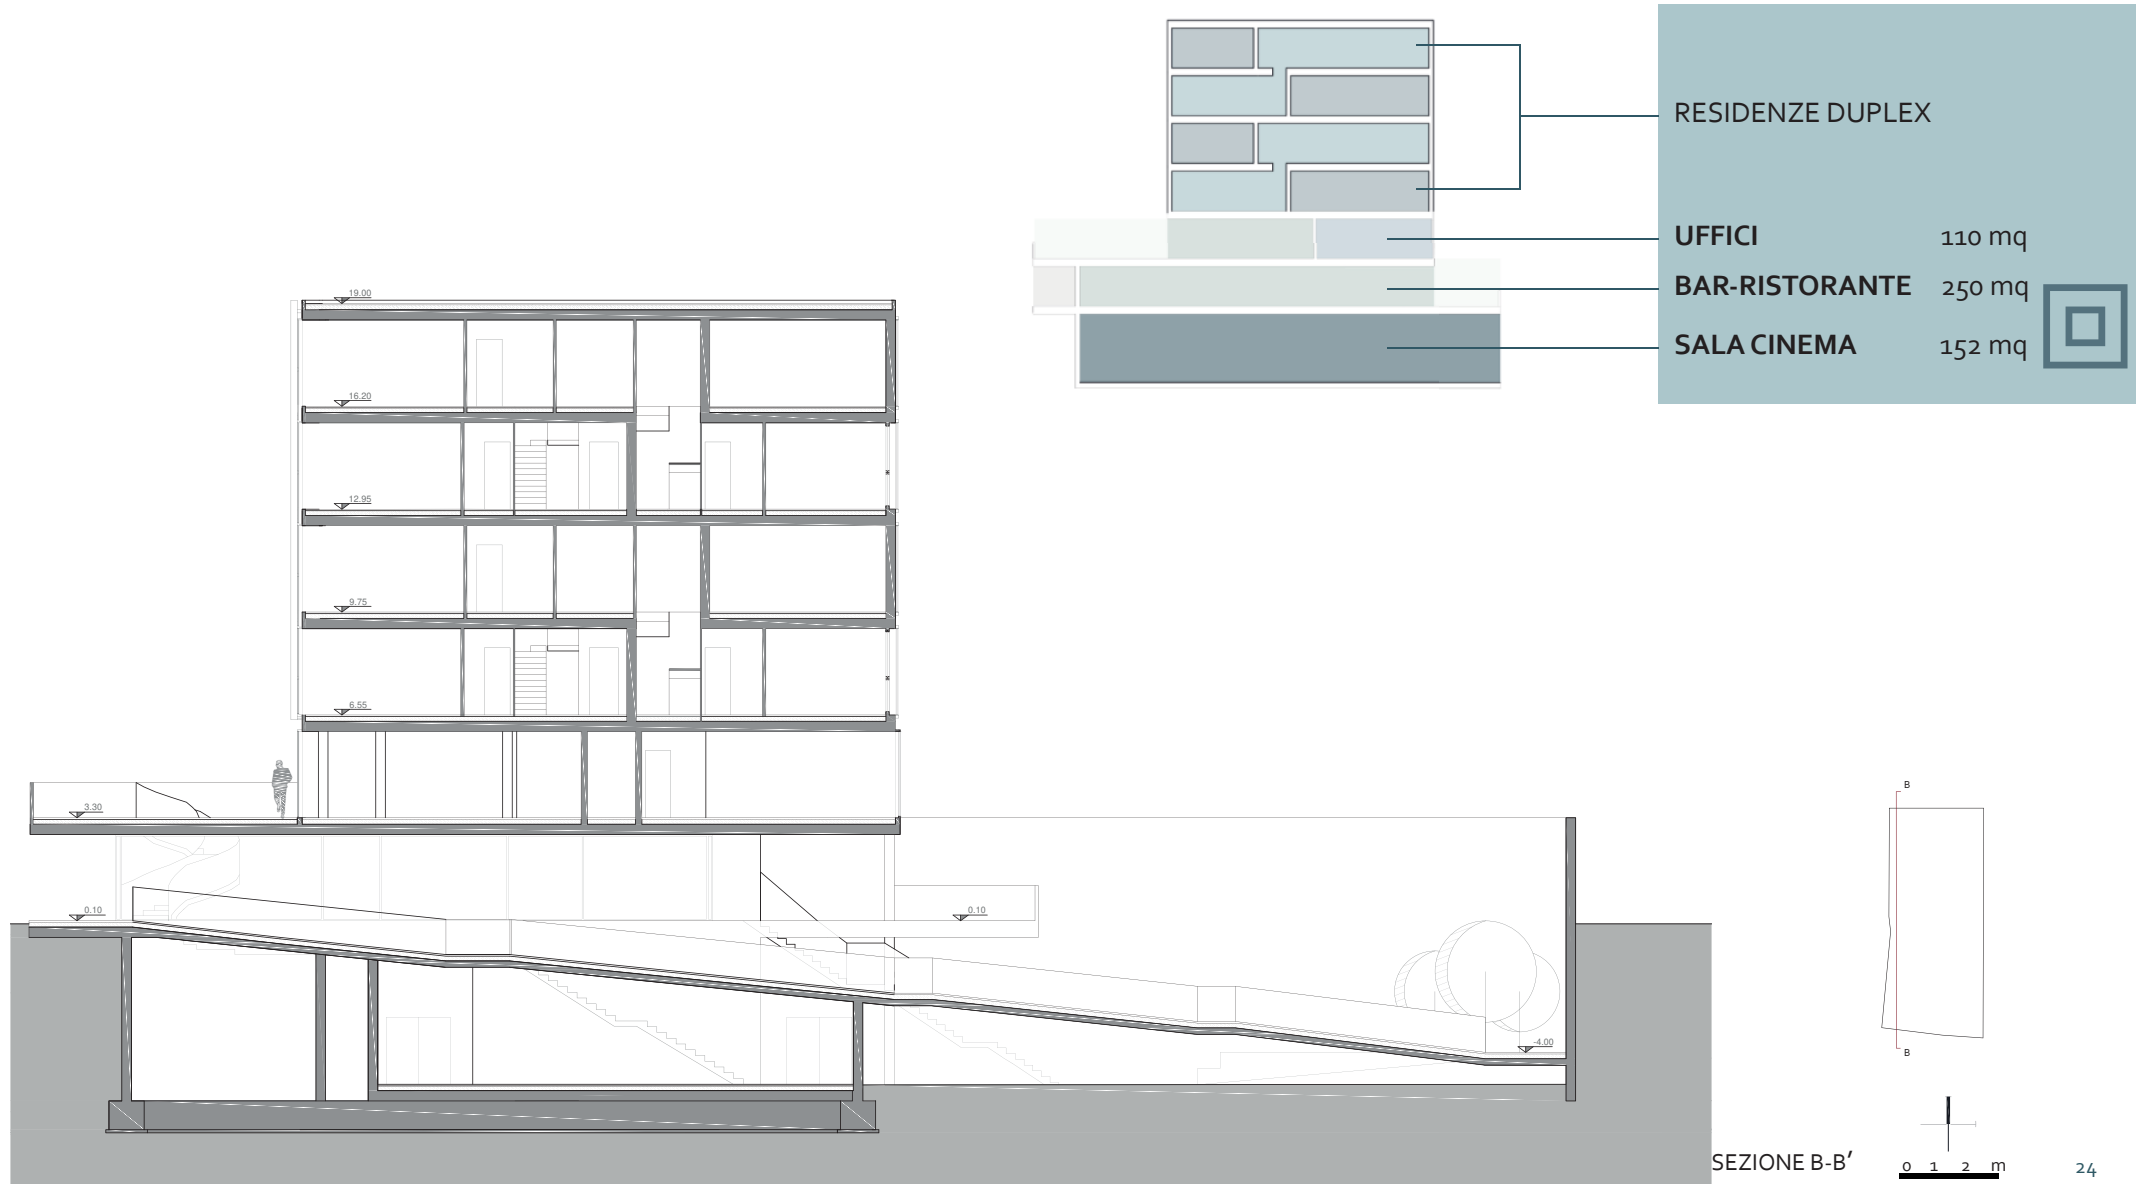 RESIDENZE DUPLEX
UFFICI 110 mq
BAR-RISTORANTE 250 mq
SALA CINEMA 152 mq
19.00
16.20
12.95
9.75
6.55
3.30
0.10
0.10
-4.00
B
B
SEZIONE B-B'
0 1 2 m
24